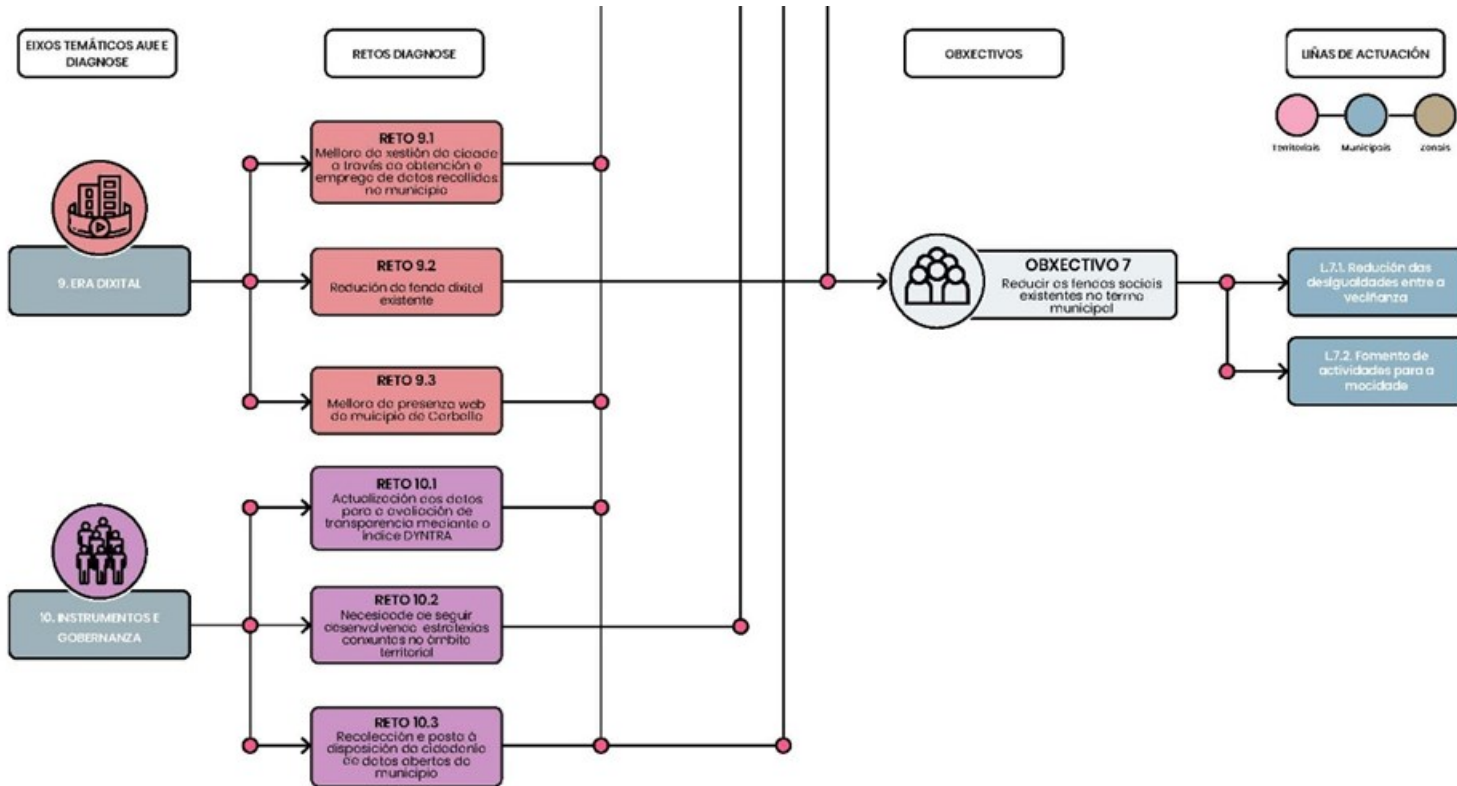 EIXOS TEMÁTICOS AUE E
DIAGNOSE
RETOS DIAGNOSE
OBXECTIVOS
LIÑAS DE ACTUACIÓN
Territoriais
Municipais
Zonais
9. ERA DIXITAL
RETO 9.1
Mellora da xestión da cidade
a través da obtención e
emprego de datos recollidos
no municipio
RETO 9.2
Redución da fenda dixital
existente
RETO 9.3
Mellora da presenza web
do muicipio de Carballo
OBXECTIVO 7
Reducir as fendas sociais
existentes no termo
municipal
L.7.1. Redución das
desigualdades entre a
veciñanza
L.7.2. Fomento de
actividades para a
mocidade
10. INSTRUMENTOS E
GOBERNANZA
RETO 10.1
Actualización dos datos
para a avaliación de
transparencia mediante o
índice DYNTRA
RETO 10.2
Necesidade de seguir
desenvolvendo estratexias
conxuntas no ámbito
territorial
RETO 10.3
Recolección e posta á
disposición da cidadanía
de datos abertos do
municipio